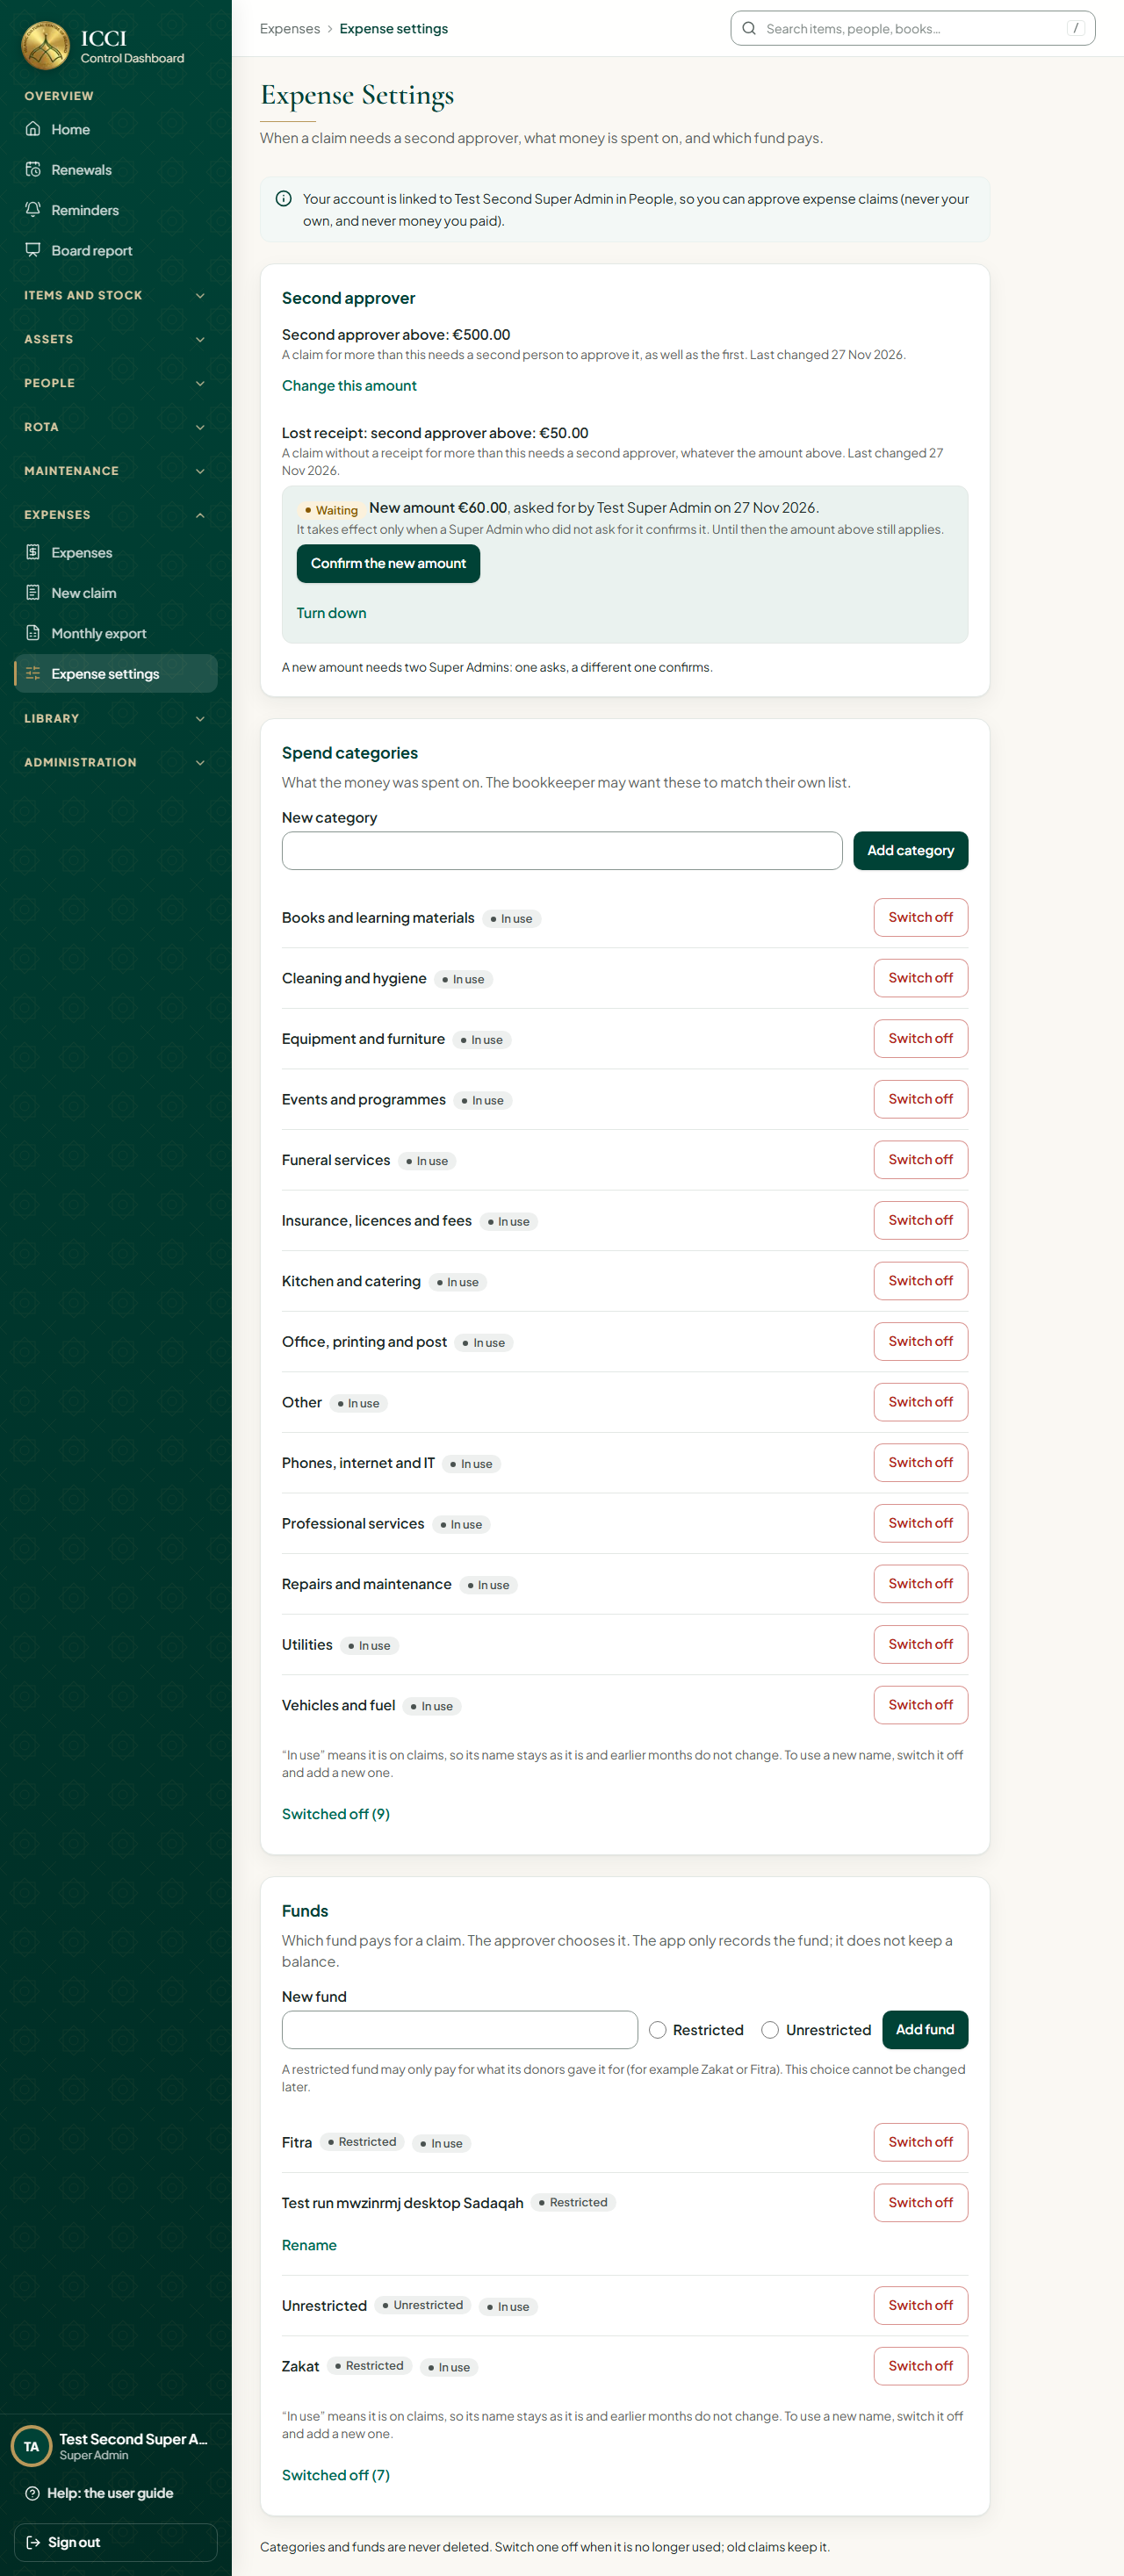 ICCI
Control Dashboard
OVERVIEW
Home
Renewals
Reminders
Board report
ITEMS AND STOCK
ASSETS
PEOPLE
ROTA
MAINTENANCE
EXPENSES
Expenses
New claim
Monthly export
Expense settings
LIBRARY
ADMINISTRATION
TA
Test Second Super A...
Super Admin
Help: the user guide
Sign out
Expenses > Expense settings
Search items, people, books...
/
Expense Settings
When a claim needs a second approver, what money is spent on, and which fund pays.
Your account is linked to Test Second Super Admin in People, so you can approve expense claims (never your
own, and never money you paid).
Second approver
Second approver above: €500.00
A claim for more than this needs a second person to approve it, as well as the first. Last changed 27 Nov 2026.
Change this amount
Lost receipt: second approver above: €50.00
A claim without a receipt for more than this needs a second approver, whatever the amount above. Last changed 27
Nov 2026.
Waiting New amount €60.00, asked for by Test Super Admin on 27 Nov 2026.
It takes effect only when a Super Admin who did not ask for it confirms it. Until then the amount above still applies.
Confirm the new amount
Turn down
A new amount needs two Super Admins: one asks, a different one confirms.
Spend categories
What the money was spent on. The bookkeeper may want these to match their own list.
New category
Add category
Books and learning materials In use Switch off
Cleaning and hygiene In use Switch off
Equipment and furniture In use Switch off
Events and programmes In use Switch off
Funeral services In use Switch off
Insurance, licences and fees In use Switch off
Kitchen and catering In use Switch off
Office, printing and post In use Switch off
Other In use Switch off
Phones, internet and IT In use Switch off
Professional services In use Switch off
Repairs and maintenance In use Switch off
Utilities In use Switch off
Vehicles and fuel In use Switch off
“In use” means it is on claims, so its name stays as it is and earlier months do not change. To use a new name, switch it off
and add a new one.
Switched off (9)
Funds
Which fund pays for a claim. The approver chooses it. The app only records the fund; it does not keep a
balance.
New fund
Restricted Unrestricted Add fund
A restricted fund may only pay for what its donors gave it for (for example Zakat or Fitra). This choice cannot be changed
later.
Fitra Restricted In use Switch off
Test run mwzinrmj desktop Sadaqah Restricted Switch off
Rename
Unrestricted Unrestricted In use Switch off
Zakat Restricted In use Switch off
“In use” means it is on claims, so its name stays as it is and earlier months do not change. To use a new name, switch it off
and add a new one.
Switched off (7)
Categories and funds are never deleted. Switch one off when it is no longer used; old claims keep it.